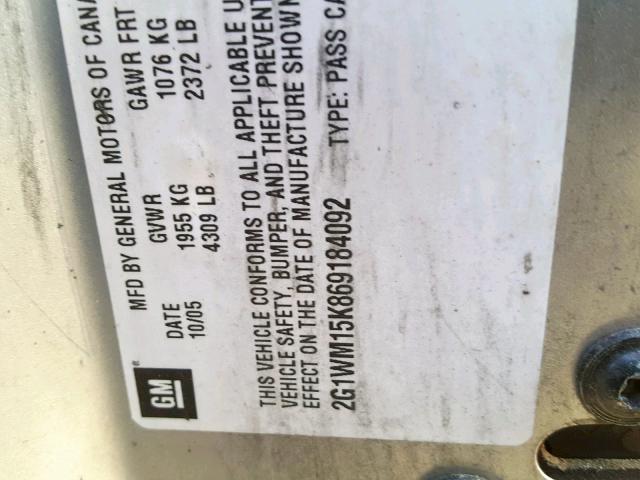 MFD BY GENERAL MOTORS OF CANA
DATE GVWR GAWR FRT
10/05 1955 KG 1076 KG
4309 LB 2372 LB
GM
THIS VEHICLE CONFORMS TO ALL APPLICABLE U
VEHICLE SAFETY, BUMPER, AND THEFT PREVENT
EFFECT ON THE DATE OF MANUFACTURE SHOWN
2G1WM15K869184092 TYPE: PASS CA